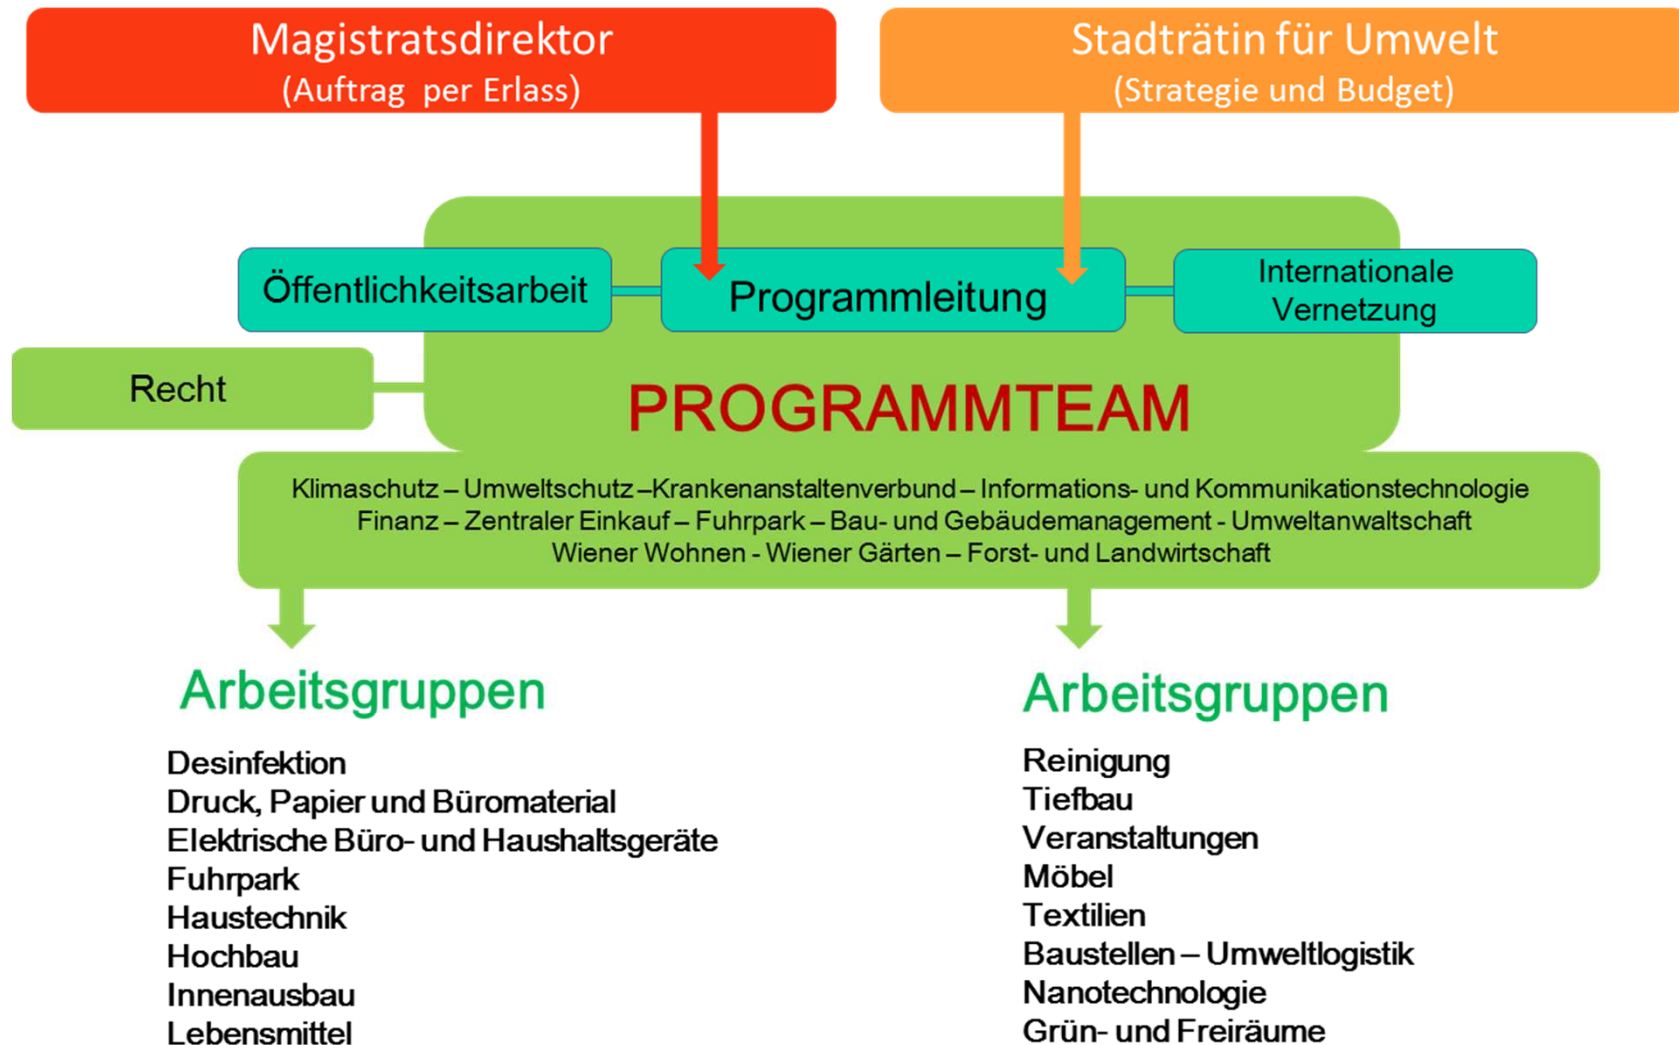 Magistratsdirektor
(Auftrag per Erlass)
Stadträtin für Umwelt
(Strategie und Budget)
Öffentlichkeitsarbeit
Programmleitung
Internationale
Vernetzung
Recht
PROGRAMMTEAM
Klimaschutz – Umweltschutz –Krankenanstaltenverbund – Informations- und Kommunikationstechnologie
Finanz – Zentraler Einkauf – Fuhrpark – Bau- und Gebäudemanagement - Umweltanwaltschaft
Wiener Wohnen - Wiener Gärten – Forst- und Landwirtschaft
Arbeitsgruppen
Desinfektion
Druck, Papier und Büromaterial
Elektrische Büro- und Haushaltsgeräte
Fuhrpark
Haustechnik
Hochbau
Innenausbau
Lebensmittel
Arbeitsgruppen
Reinigung
Tiefbau
Veranstaltungen
Möbel
Textilien
Baustellen – Umweltlogistik
Nanotechnologie
Grün- und Freiräume